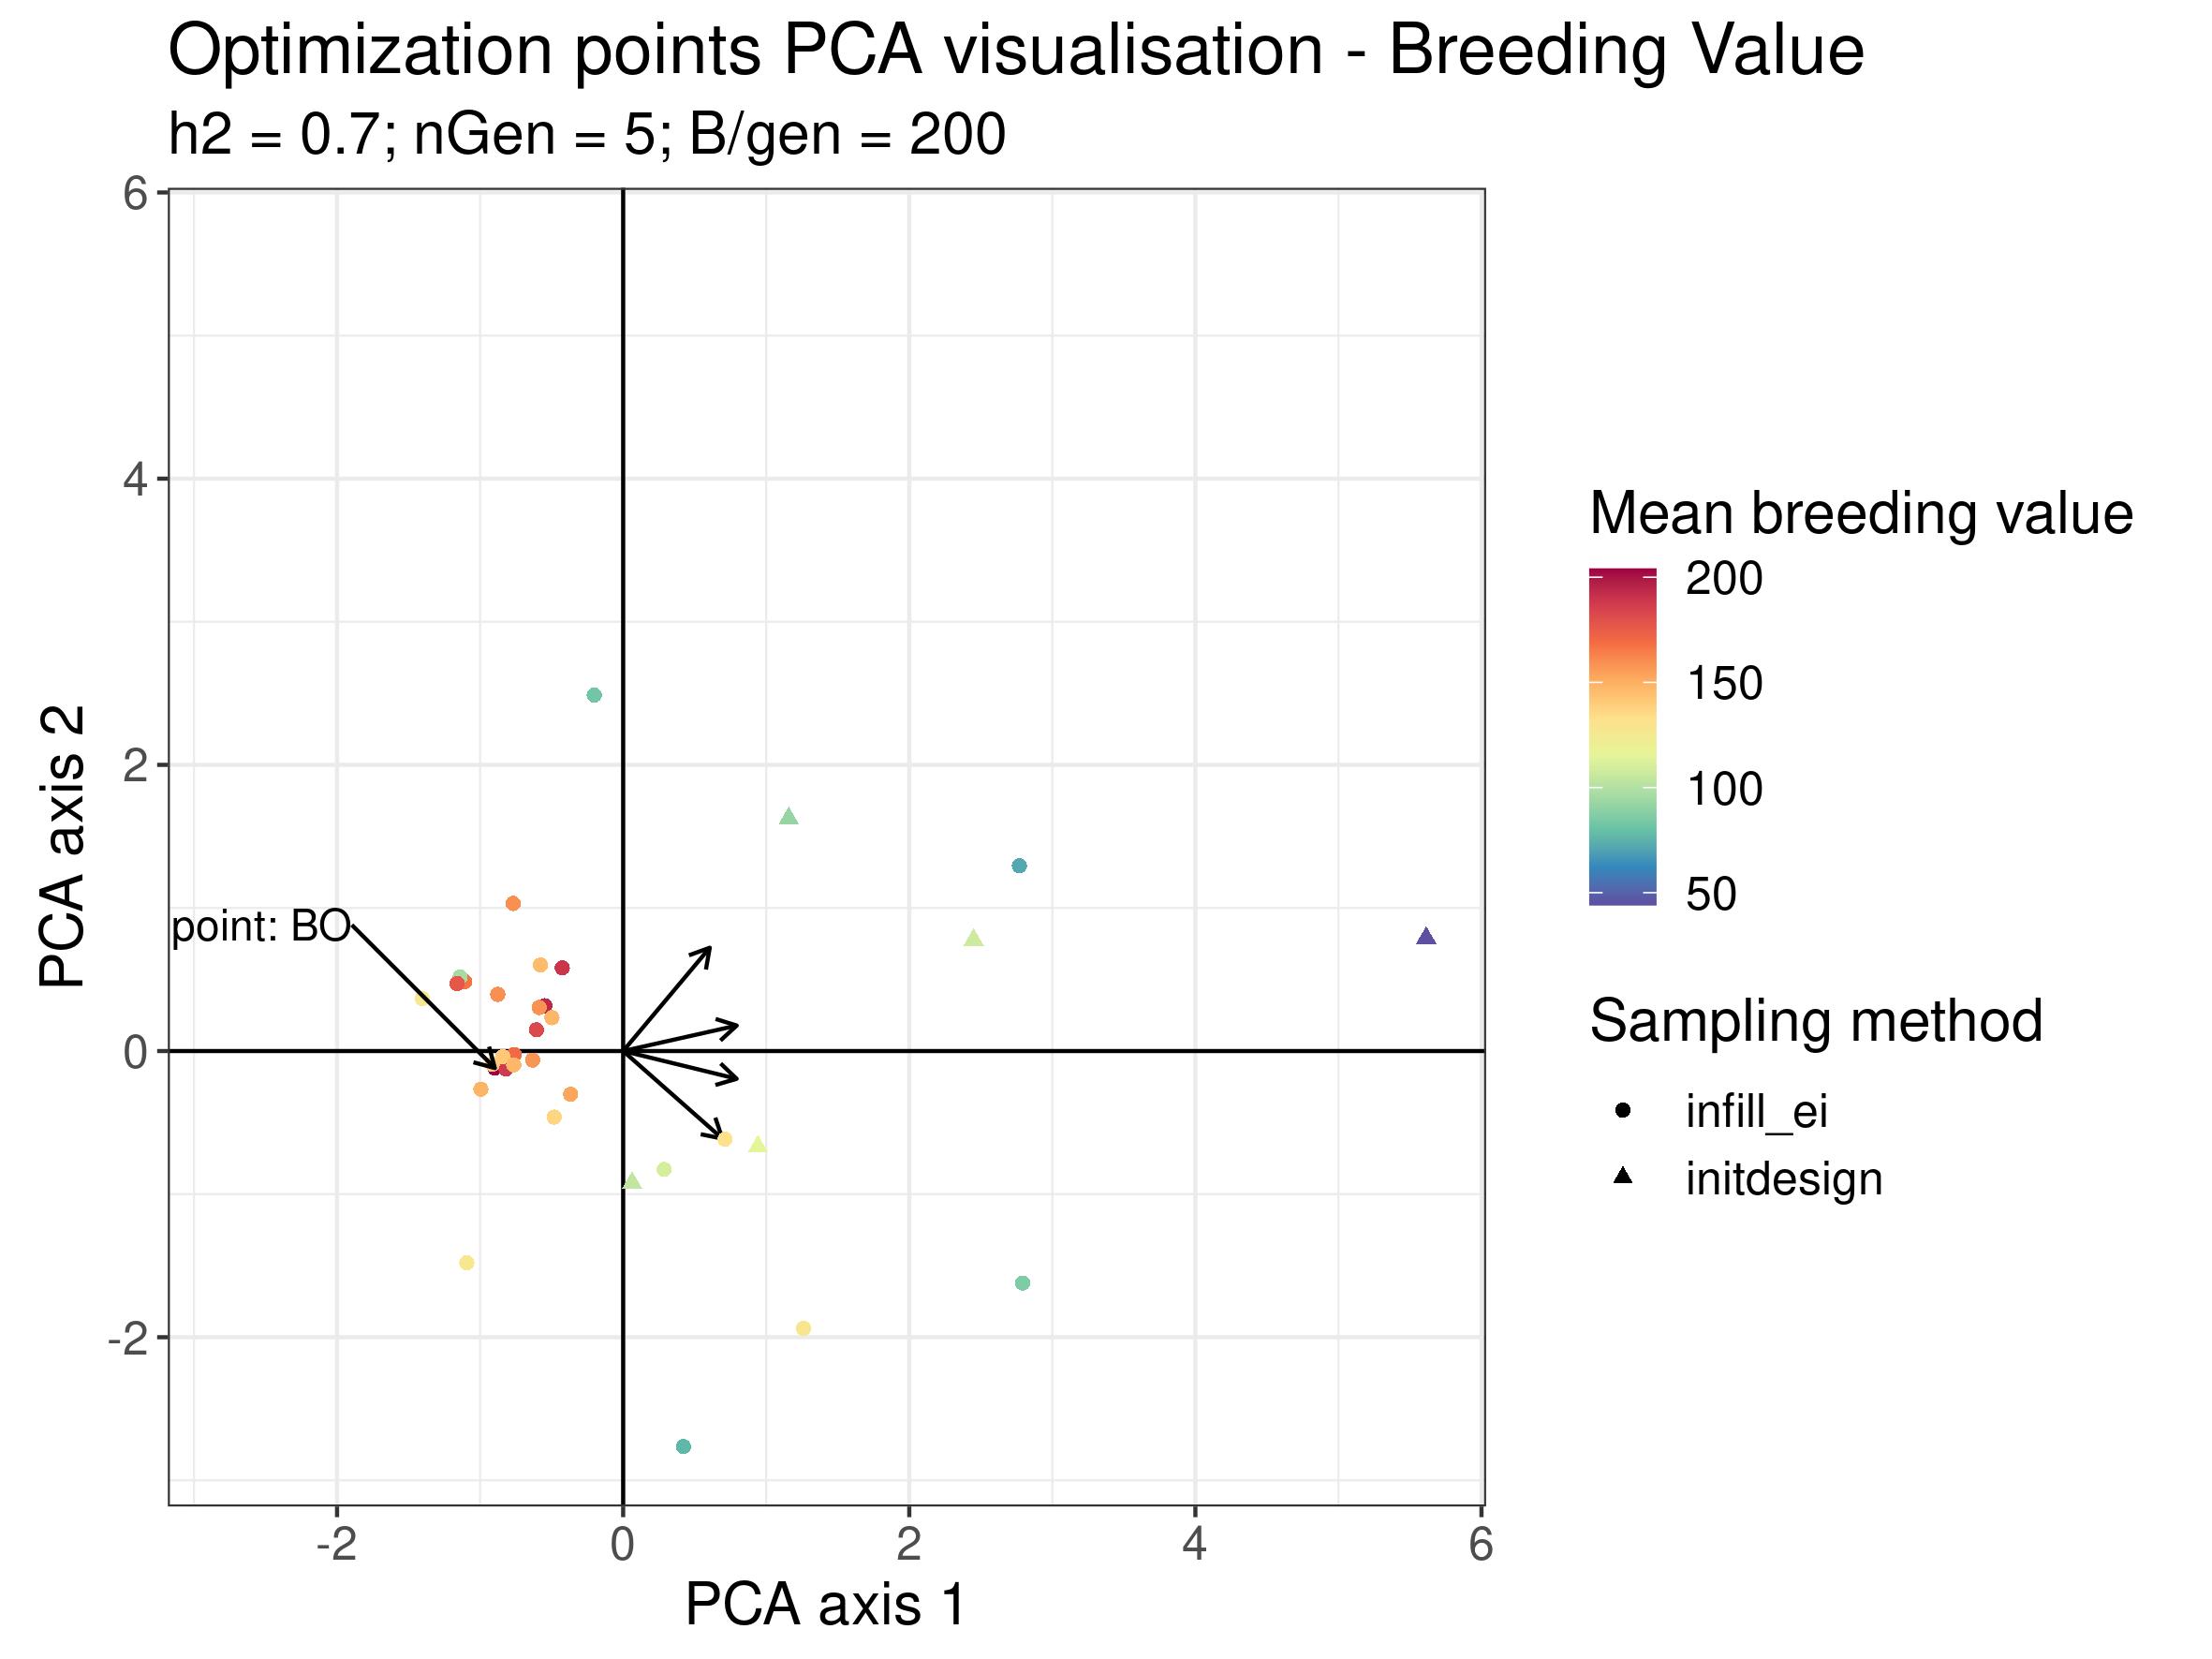 Optimization points PCA visualisation - Breeding Value
h2 = 0.7; nGen = 5; B/gen = 200
6
4
2
0
-2
PCA axis 2
point: BO
-2
0
2
4
6
PCA axis 1
Mean breeding value
200
150
100
50
Sampling method
infill_ei
initdesign